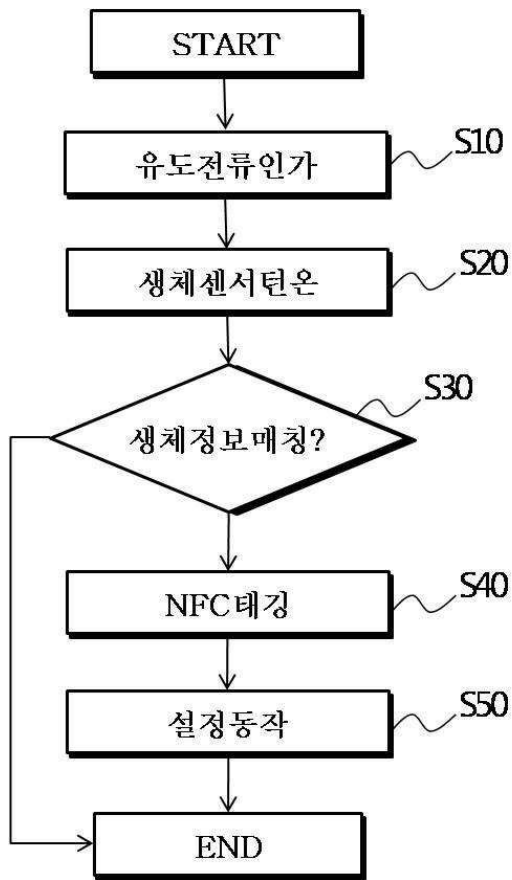 START
유도전류인가
S10
생체센서턴온
S20
S30
생체정보매칭?
NFC태깅
S40
설정동작
S50
END